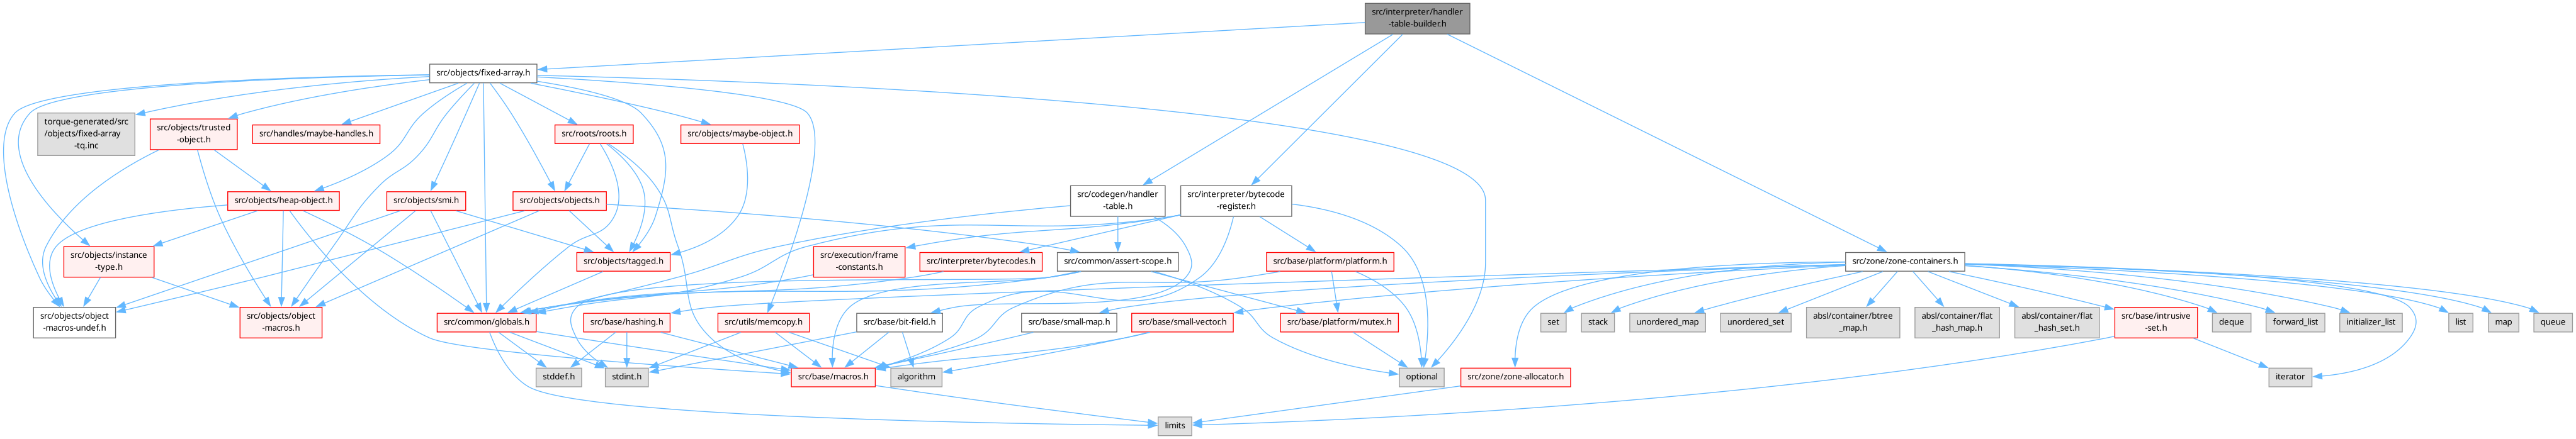 src/interpreter/handler
-table-builder.h
src/objects/fixed-array.h
torque-generated/src
/objects/fixed-array
-tq.inc
src/objects/trusted
-object.h
src/handles/maybe-handles.h
src/roots/roots.h
src/objects/maybe-object.h
src/objects/heap-object.h
src/objects/smi.h
src/objects/objects.h
src/codegen/handler
-table.h
src/interpreter/bytecode
-register.h
src/objects/instance
-type.h
src/objects/tagged.h
src/execution/frame
-constants.h
src/interpreter/bytecodes.h
src/common/assert-scope.h
src/base/platform/platform.h
src/zone/zone-containers.h
src/objects/object
-macros-undef.h
src/objects/object
-macros.h
src/common/globals.h
src/base/hashing.h
src/utils/memcopy.h
src/base/bit-field.h
src/base/small-map.h
src/base/small-vector.h
src/base/platform/mutex.h
set
stack
unordered_map
unordered_set
absl/container/btree
_map.h
absl/container/flat
_hash_map.h
absl/container/flat
_hash_set.h
src/base/intrusive
-set.h
deque
forward_list
initializer_list
list
map
queue
stddef.h
stdint.h
src/base/macros.h
algorithm
optional
src/zone/zone-allocator.h
iterator
limits